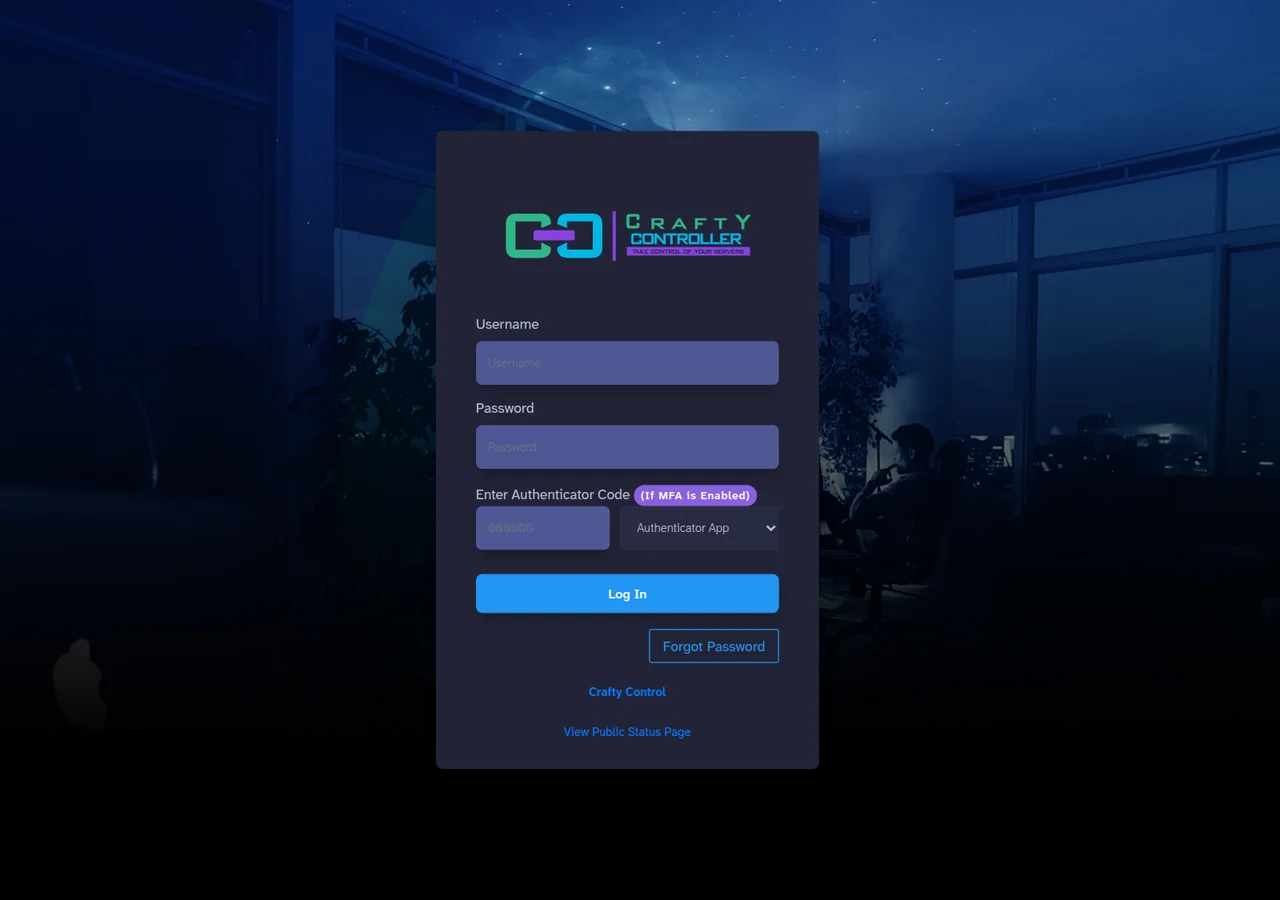 CRAFTY
CONTROLLER
TAKE CONTROL OF YOUR SERVERS
Username
Username
Password
Password
Enter Authenticator Code (If MFA is Enabled)
000000 Authenticator App
Log In
Forgot Password
Crafty Control
View Public Status Page